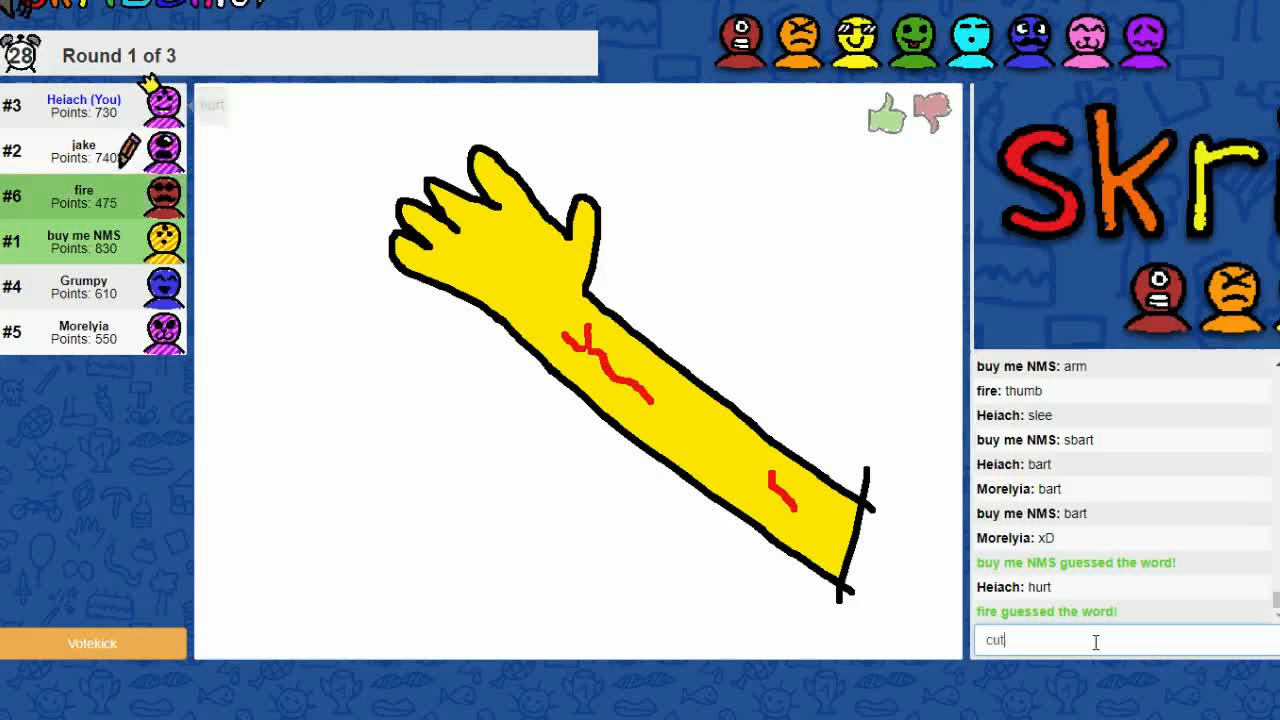 28
Round 1 of 3
#3
Heiach (You)
Points: 730
hurt
#2
jake
Points: 740
#6
fire
Points: 475
#1
buy me NMS
Points: 830
#4
Grumpy
Points: 610
#5
Morelyia
Points: 550
Votekick
skr
buy me NMS: arm
fire: thumb
Heiach: slee
buy me NMS: sbart
Heiach: bart
Morelyia: bart
buy me NMS: bart
Morelyia: xD
buy me NMS guessed the word!
Heiach: hurt
fire guessed the word!
cut